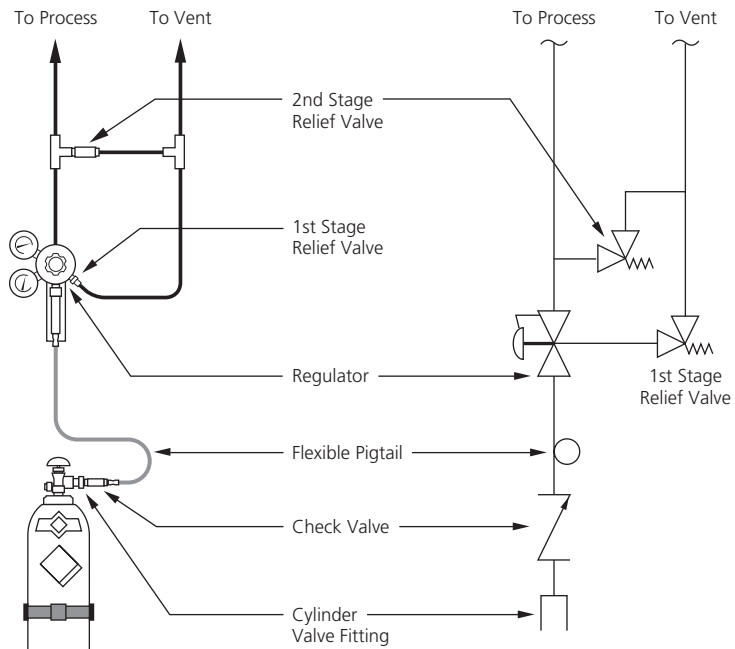 To Process
To Vent
To Process
To Vent
2nd Stage
Relief Valve
1st Stage
Relief Valve
Regulator
1st Stage
Relief Valve
Flexible Pigtail
Check Valve
Cylinder
Valve Fitting